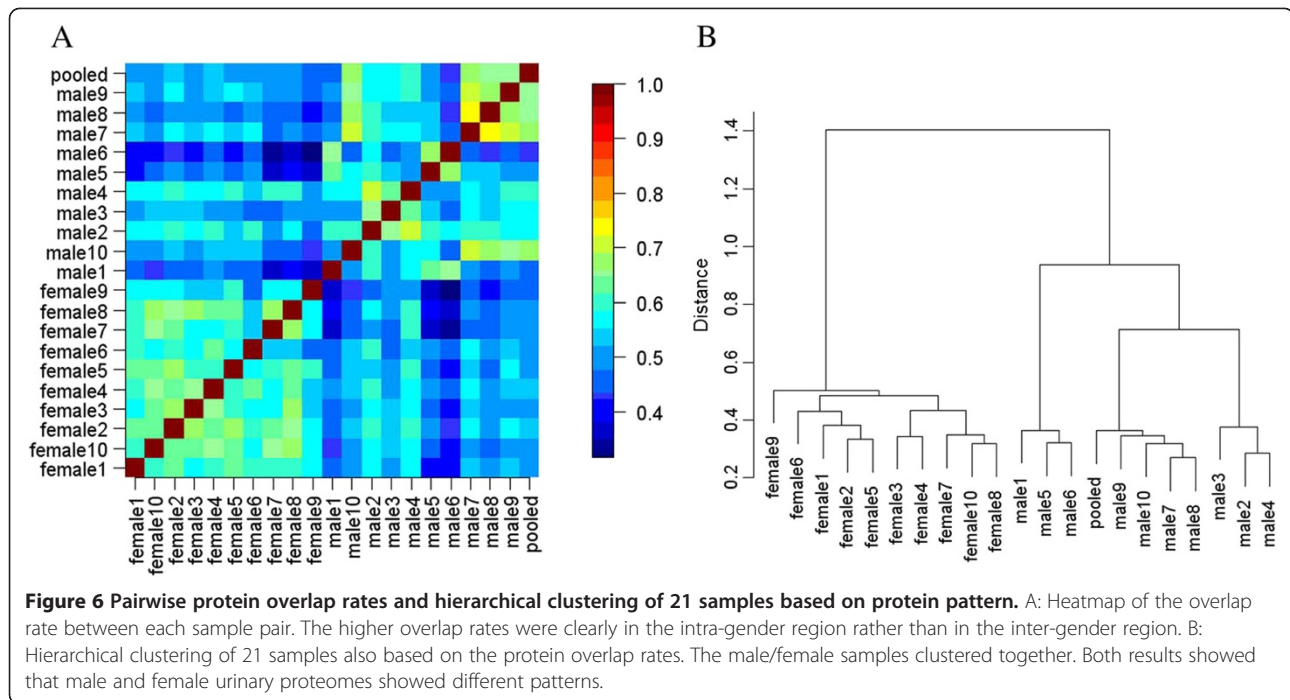 A
pooled
male9
male8
male7
male6
male5
male4
male3
male2
male10
male1
female9
female8
female7
female6
female5
female4
female3
female2
female10
female1
female1
female10
female2
female3
female4
female5
female6
female7
female8
female9
male1
male10
male2
male3
male4
male5
male6
male7
male8
male9
pooled
1.0
0.9
0.8
0.7
0.6
0.5
0.4
B
Distance
1.4
1.2
1.0
0.8
0.6
0.4
0.2
female9
female6
female1
female2
female5
female3
female4
female7
female10
female8
male1
male5
male6
pooled
male9
male10
male7
male8
male3
male2
male4
Figure 6 Pairwise protein overlap rates and hierarchical clustering of 21 samples based on protein pattern. A: Heatmap of the overlap
rate between each sample pair. The higher overlap rates were clearly in the intra-gender region rather than in the inter-gender region. B:
Hierarchical clustering of 21 samples also based on the protein overlap rates. The male/female samples clustered together. Both results showed
that male and female urinary proteomes showed different patterns.